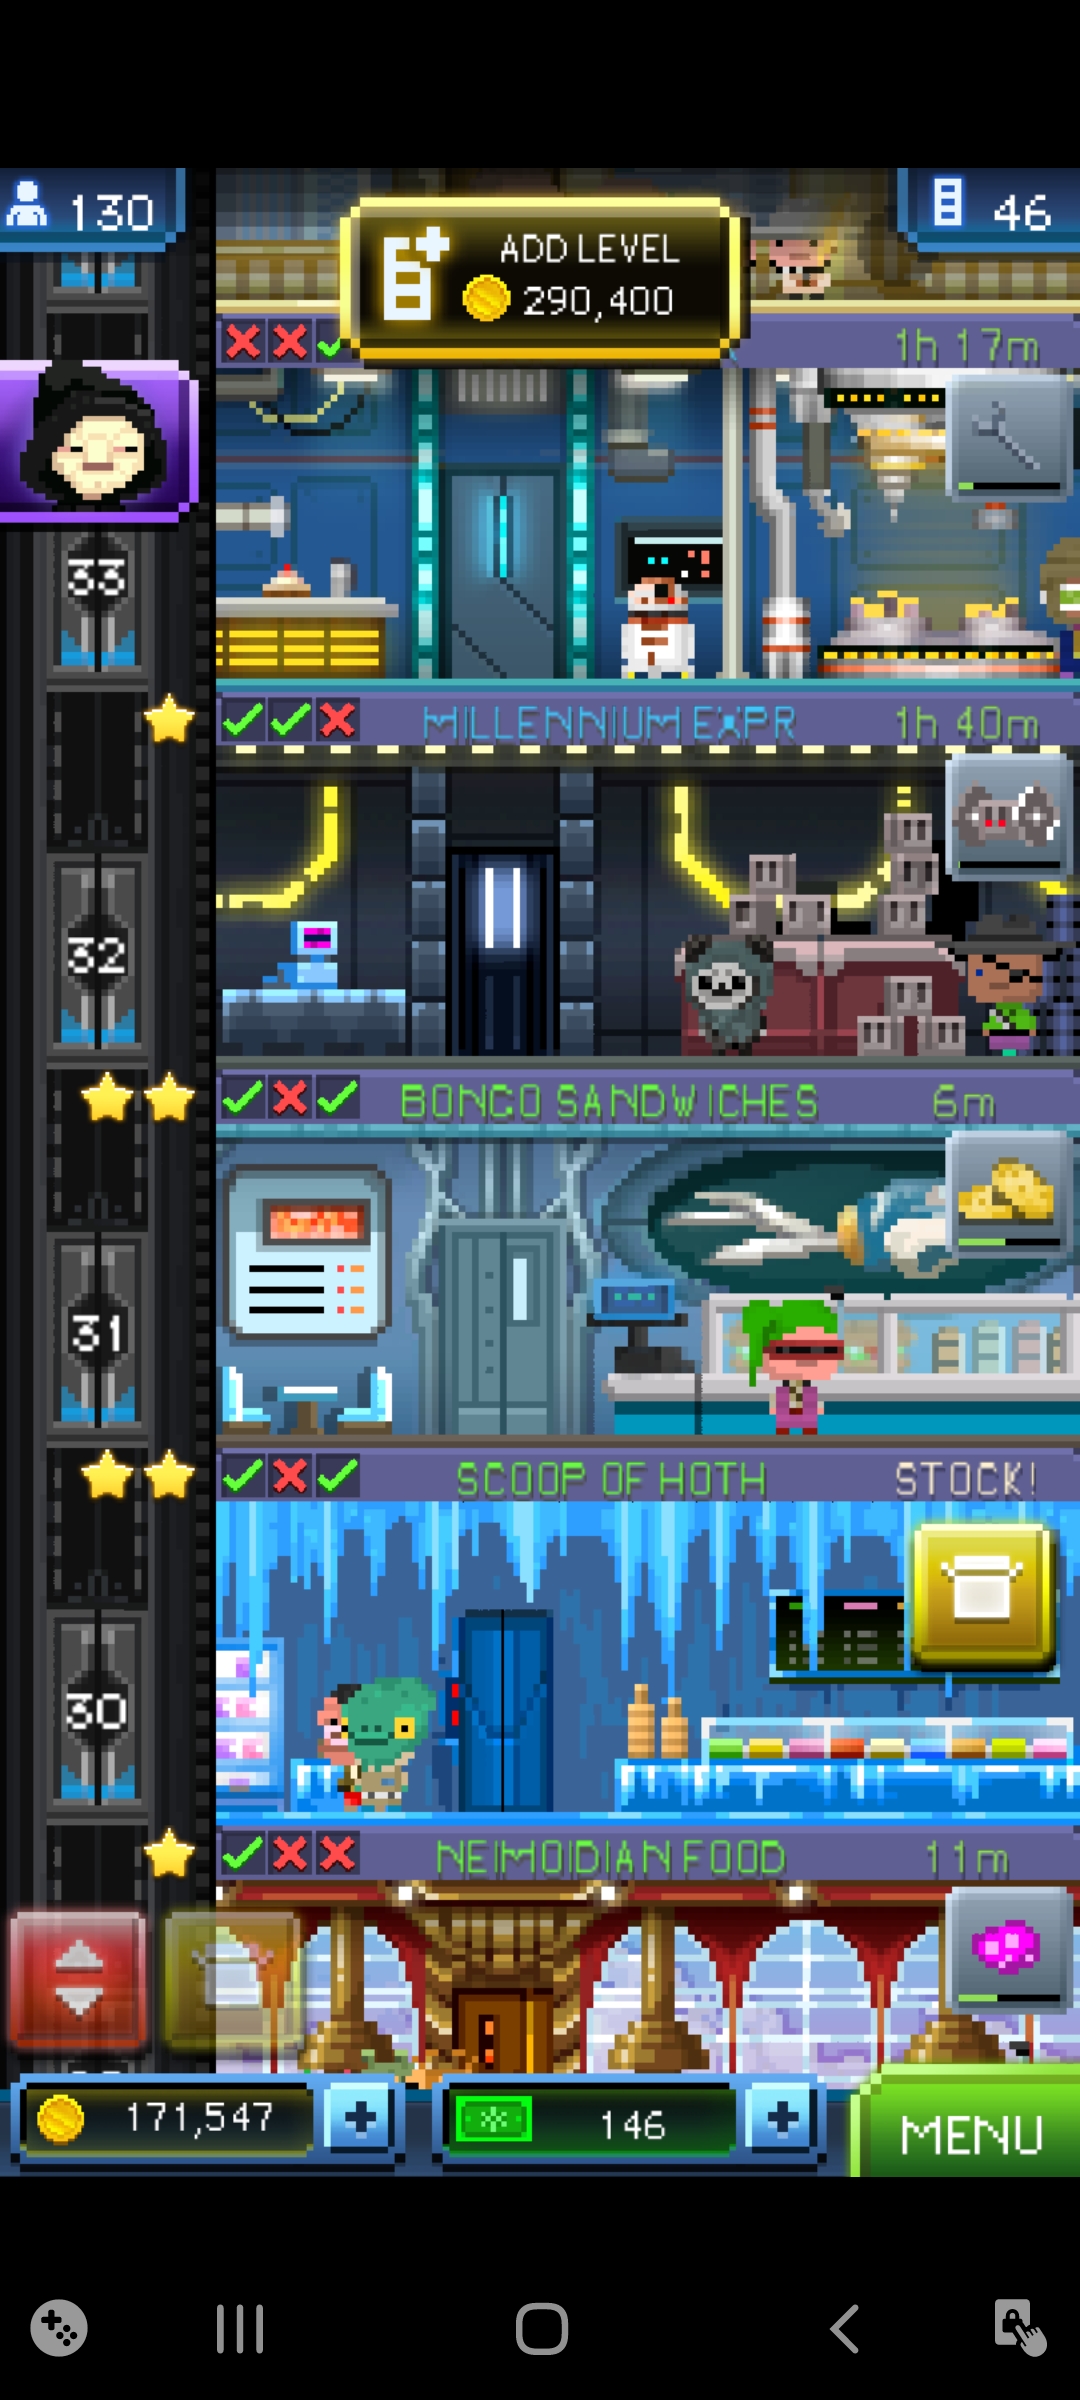 130
ADD LEVEL
290,400
46
1h 17m
33
MILLENNIUM EXPR
1h 40m
32
BONGO SANDWICHES
6m
31
SCOOP OF HOTH
STOCK!
30
NEIMOIDIAN FOOD
11m
171,547
146
MENU